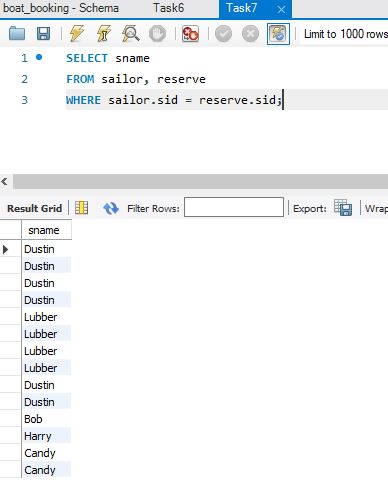 boat_booking - Schema Task6 Task7 ×
Limit to 1000 rows
1 SELECT sname
2 FROM sailor, reserve
3 WHERE sailor.sid = reserve.sid;
Result Grid Filter Rows: Export: Wrap
sname
Dustin
Dustin
Dustin
Dustin
Lubber
Lubber
Lubber
Lubber
Dustin
Dustin
Bob
Harry
Candy
Candy